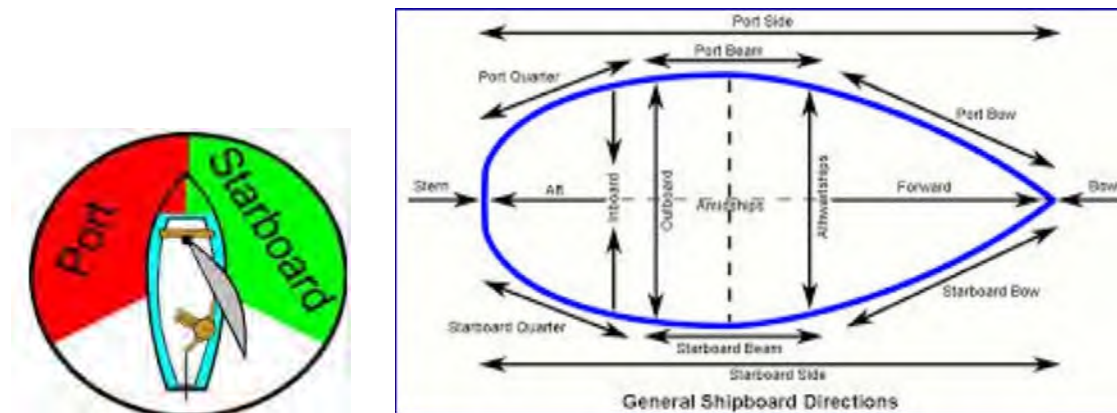 Port
Starboard
Port Side
Port Beam
Port Quarter
Port Bow
Stern
Aft
Inboard
Outboard
Amidships
Athwartships
Forward
Bow
Starboard Quarter
Starboard Bow
Starboard Beam
Starboard Side
General Shipboard Directions